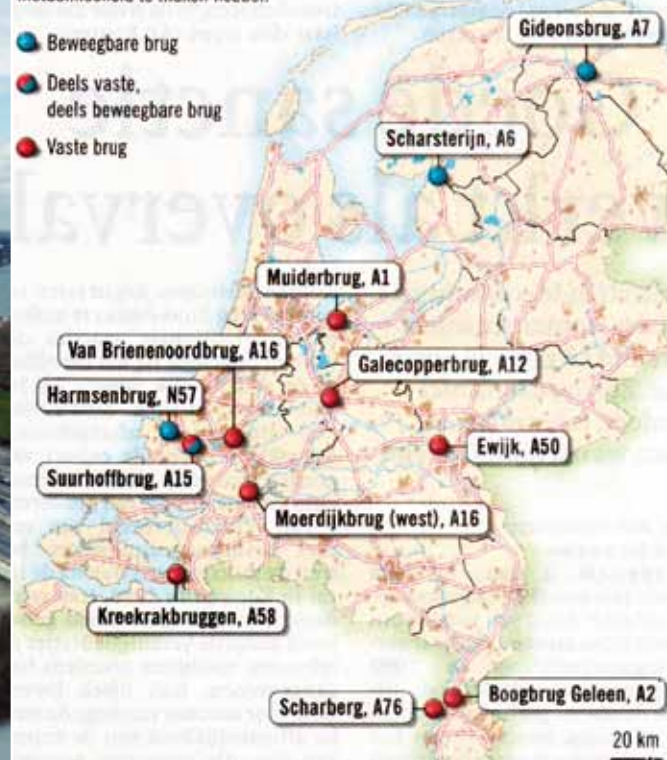 Beweegbare brug
Deels vaste,
deels beweegbare brug
Vaste brug
Gideonsbrug, A7
Scharsterijn, A6
Muiderbrug, A1
Van Brienenoordbrug, A16
Galecopperbrug, A12
Harmsenbrug, N57
Ewijk, A50
Suurhoffbrug, A15
Moerdijkbrug (west), A16
Kreekrakbruggen, A58
Boogbrug Geleen, A2
Scharberg, A76
20 km